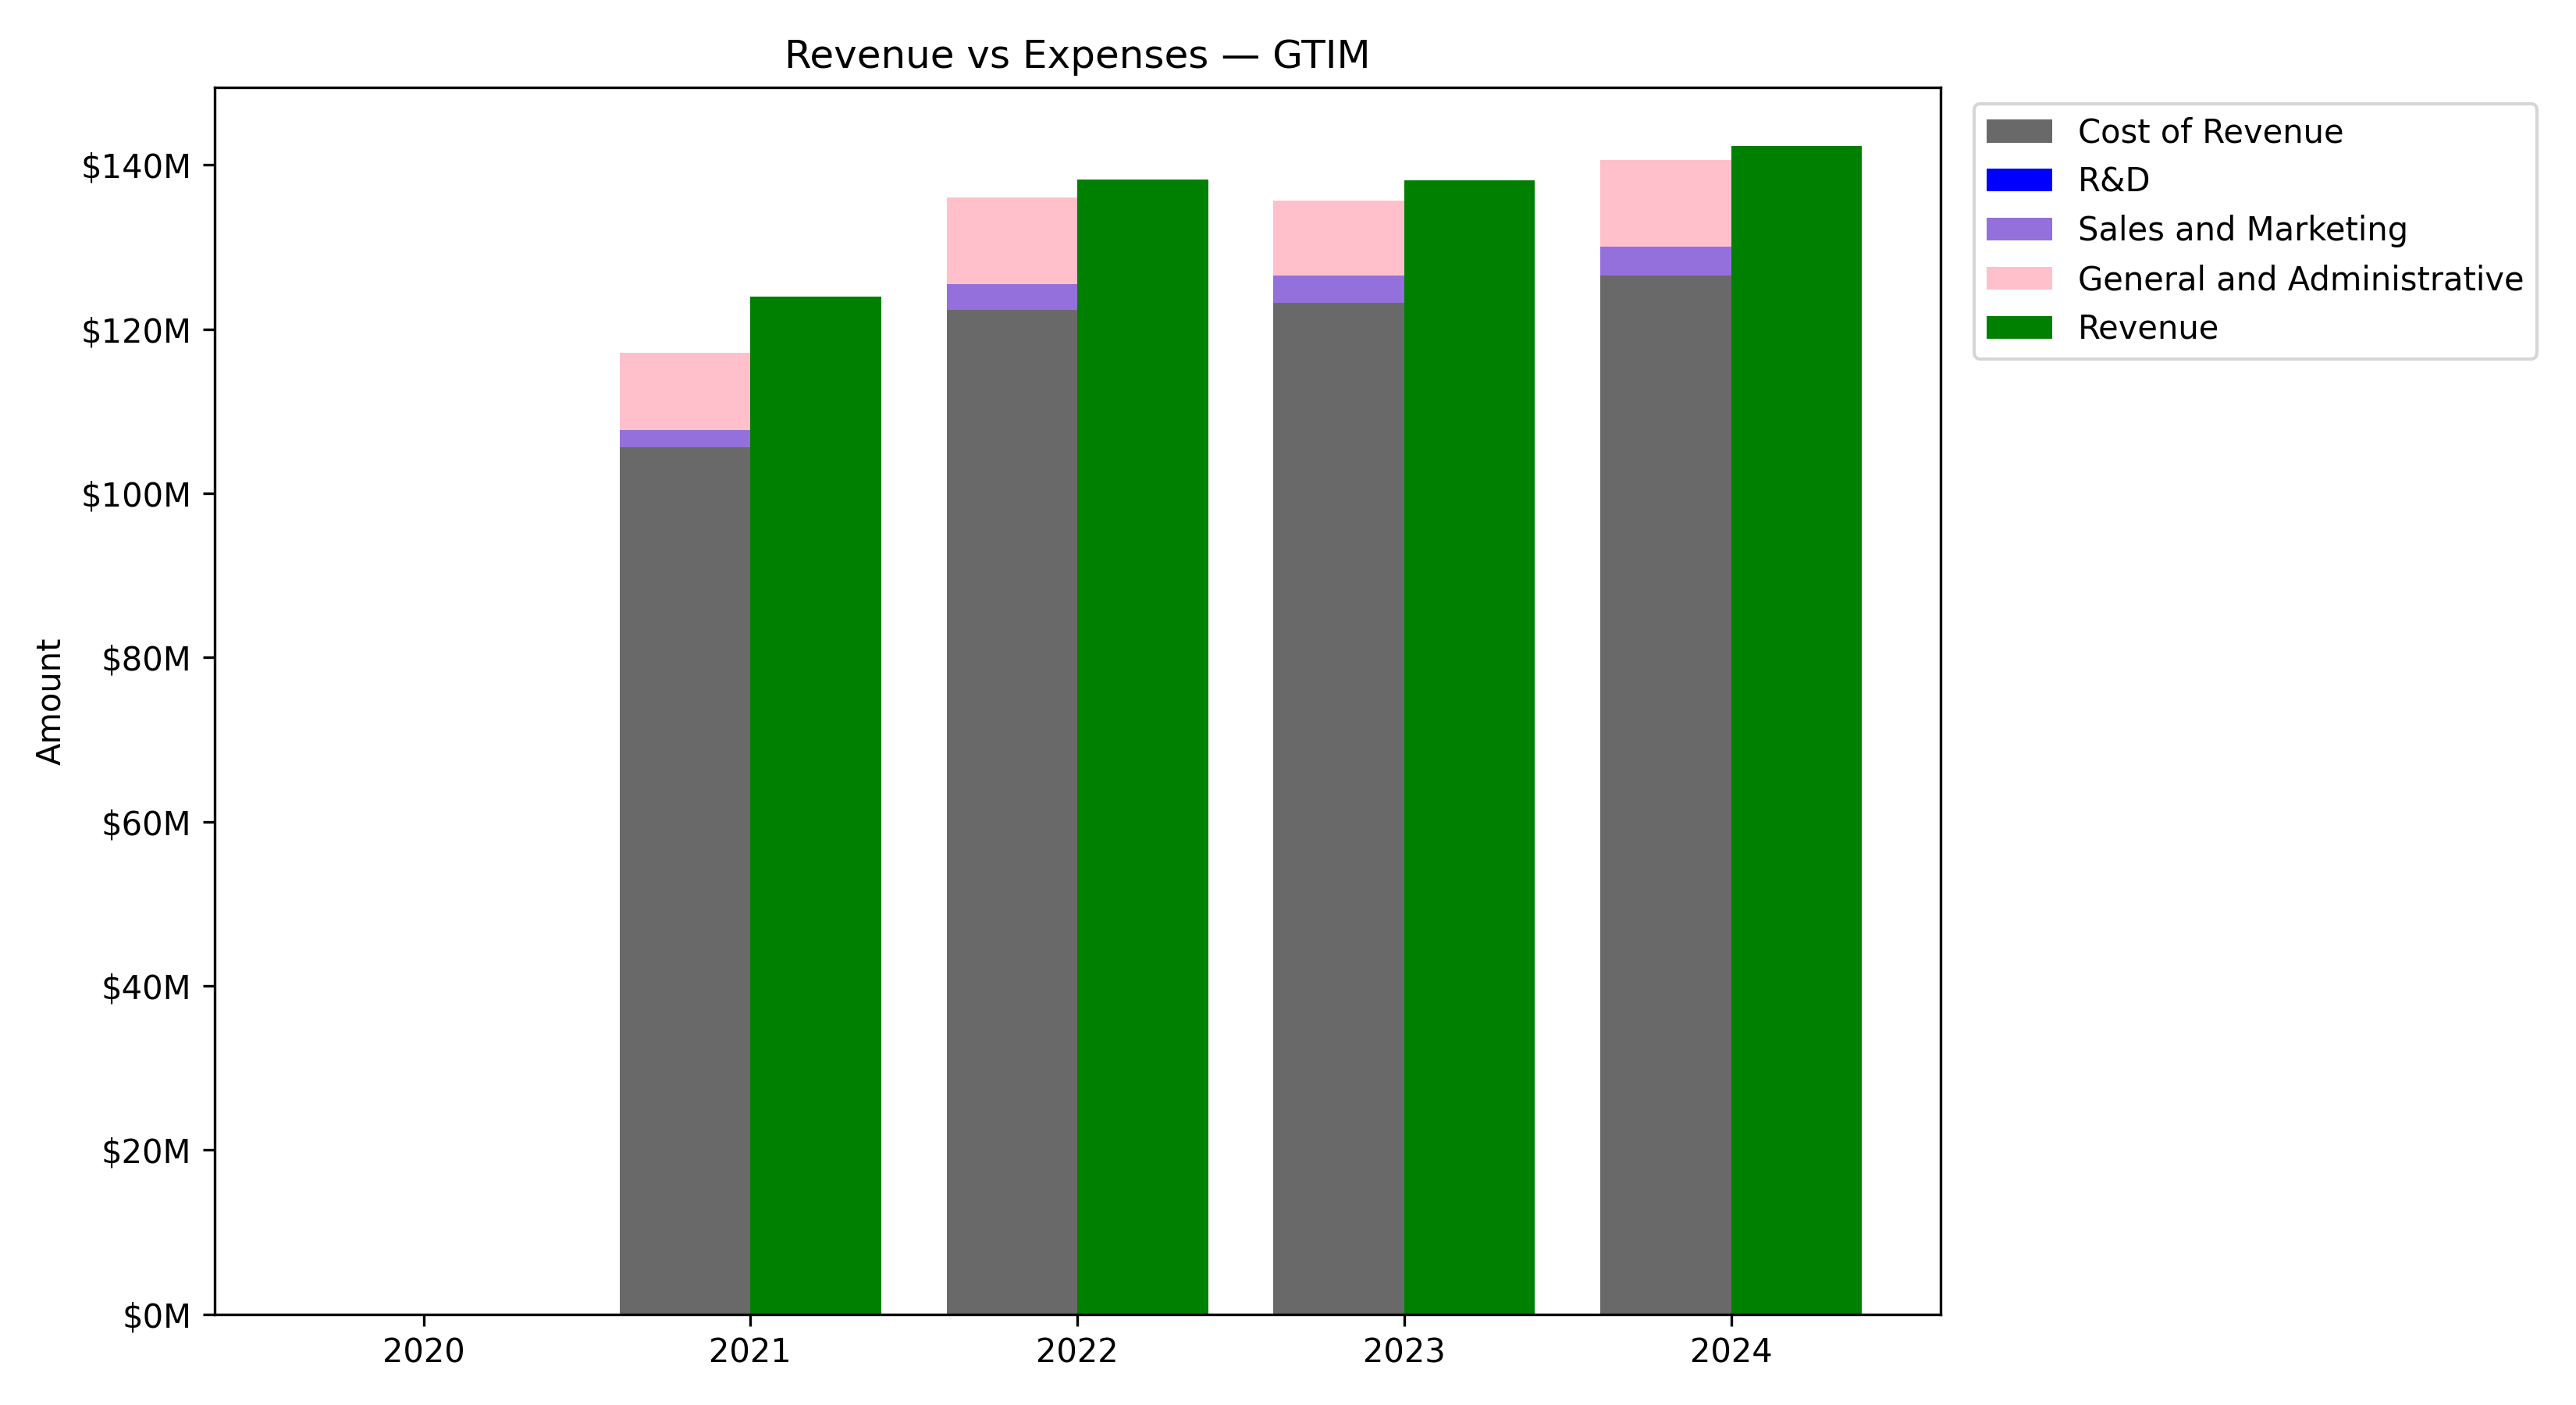 Revenue vs Expenses — GTIM
Amount
$140M
$120M
$100M
$80M
$60M
$40M
$20M
$0M
2020
2021
2022
2023
2024
Cost of Revenue
R&D
Sales and Marketing
General and Administrative
Revenue